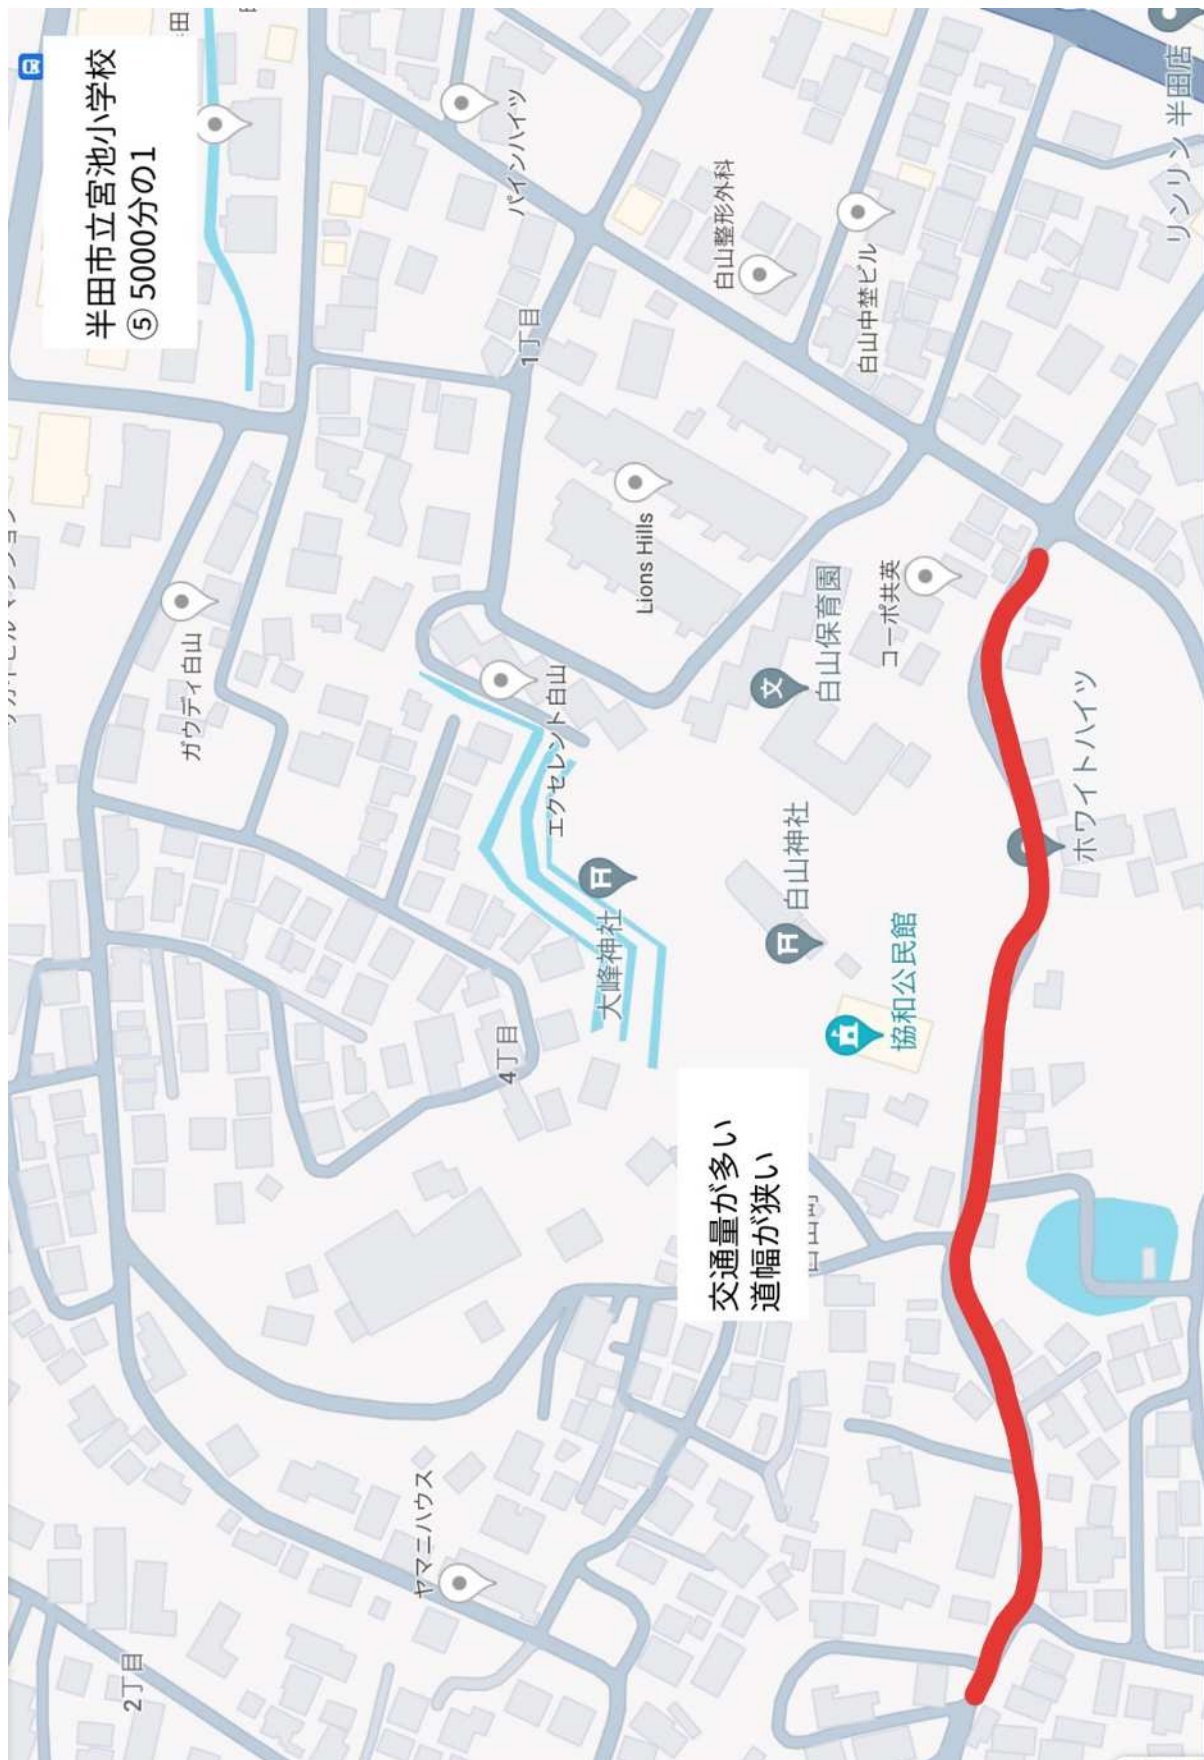 半田市立宮池小学校
⑤ 5000分の1
パインハイツ
白山整形外科
白山中埜ビル
リンリン 半田店
1丁目
Lions Hills
ガウディ白山
エクセレント白山
白山保育園
コーポ共英
ホワイトハイツ
大峰神社
白山神社
協和公民館
4丁目
交通量が多い
道幅が狭い
ヤマニハウス
2丁目